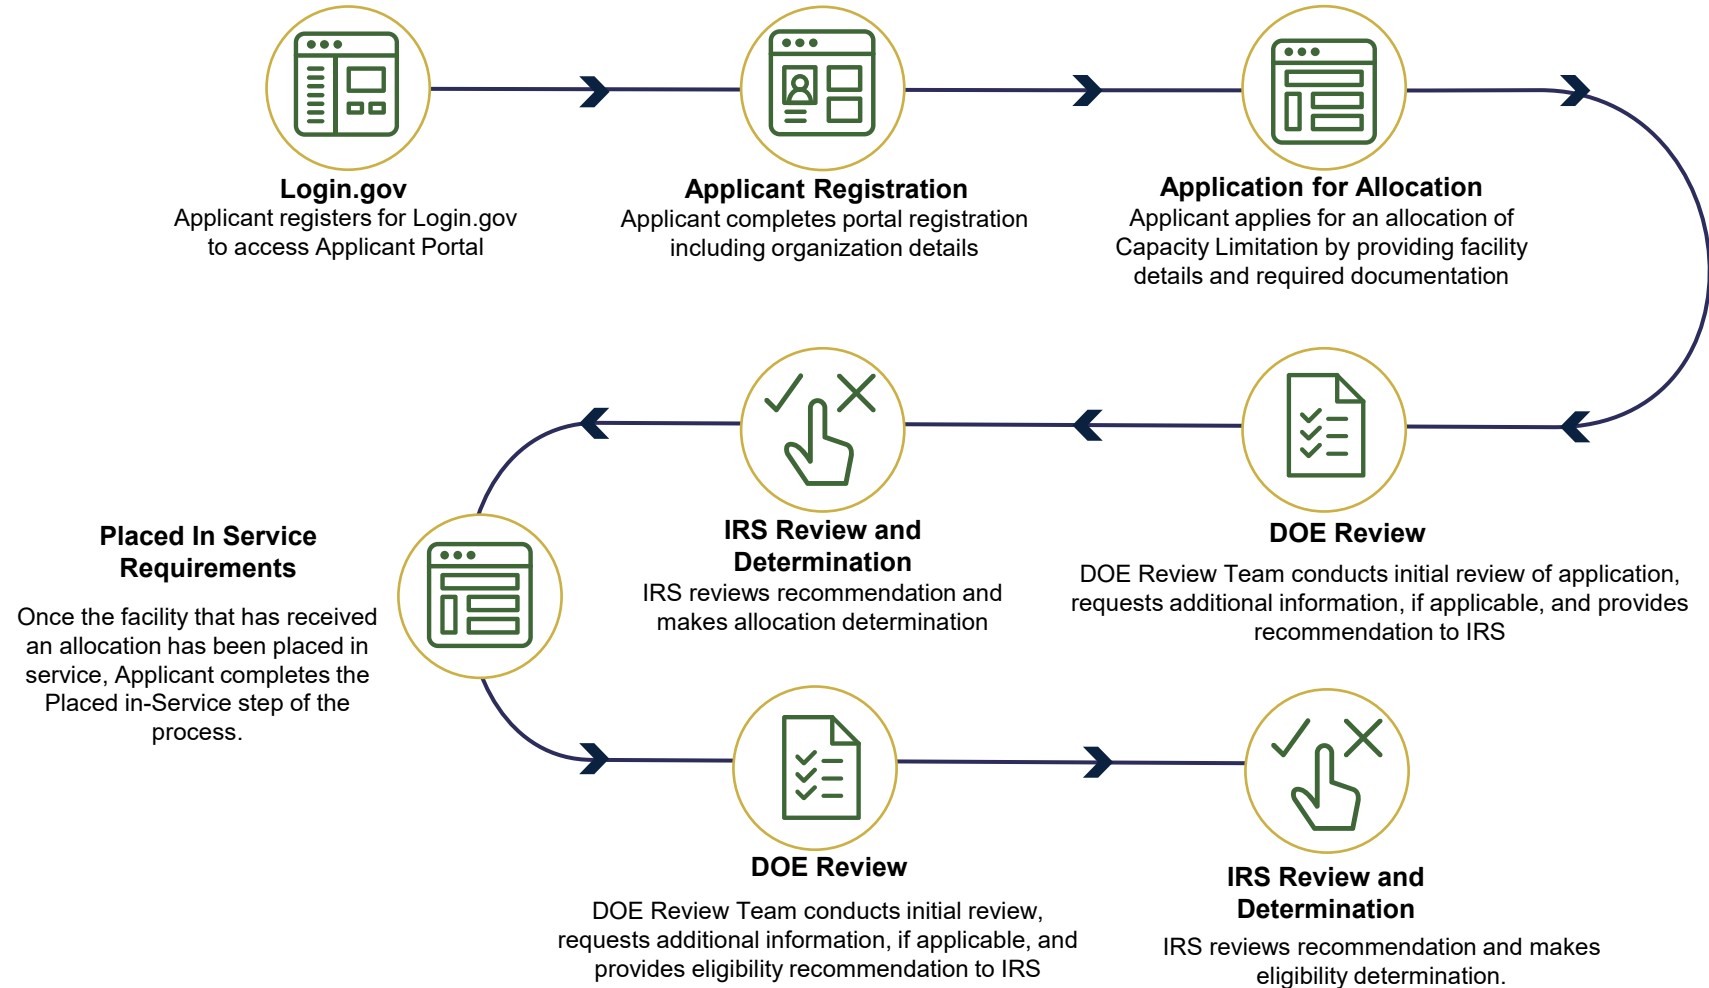 Login.gov
Applicant registers for Login.gov
to access Applicant Portal
Applicant Registration
Applicant completes portal registration
including organization details
Application for Allocation
Applicant applies for an allocation of
Capacity Limitation by providing facility
details and required documentation
DOE Review
DOE Review Team conducts initial review of application,
requests additional information, if applicable, and provides
recommendation to IRS
IRS Review and
Determination
IRS reviews recommendation and
makes allocation determination
Placed In Service
Requirements
Once the facility that has received
an allocation has been placed in
service, Applicant completes the
Placed in-Service step of the
process.
DOE Review
DOE Review Team conducts initial review,
requests additional information, if applicable, and
provides eligibility recommendation to IRS
IRS Review and
Determination
IRS reviews recommendation and makes
eligibility determination.